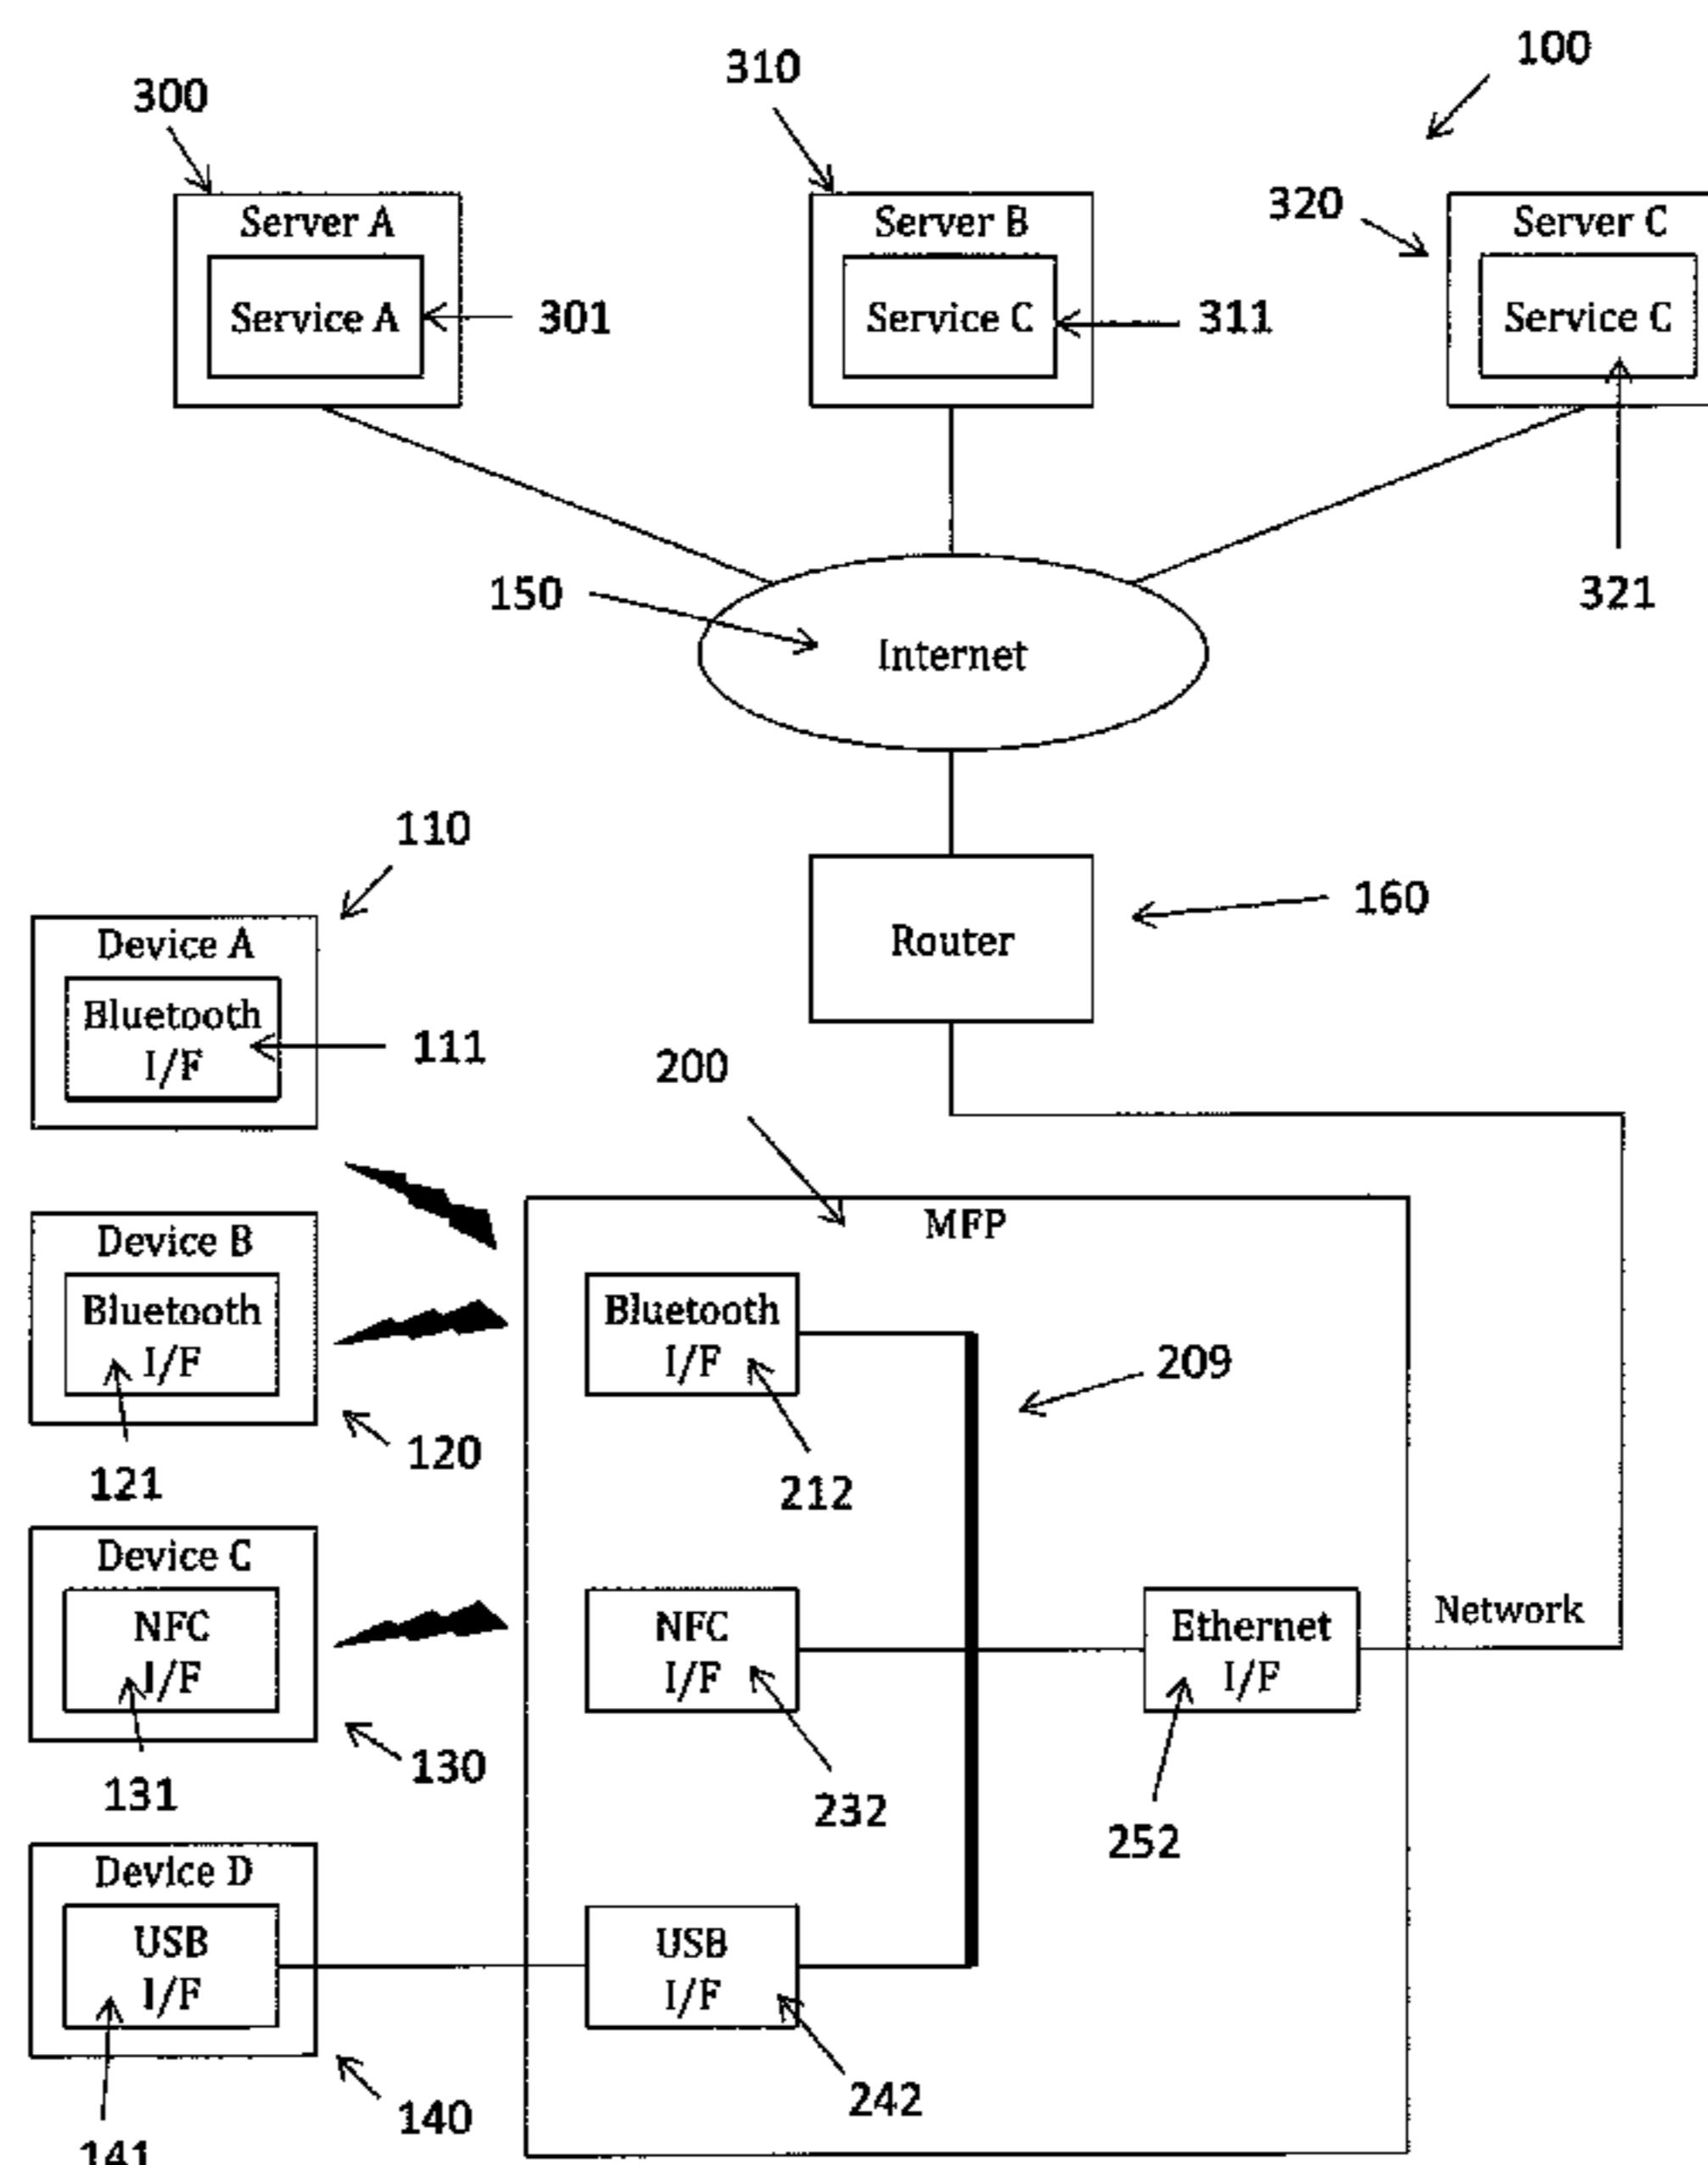 100
310
300
320
Server A
Service A
301
Server B
Service C
311
Server C
Service C
321
150
Internet
110
Device A
Bluetooth
I/F
111
Router
160
200
MFP
Device B
Bluetooth
I/F
121
120
Bluetooth
I/F
212
209
Device C
NFC
I/F
131
130
NFC
I/F
232
Ethernet
I/F
252
Network
Device D
USB
I/F
141
140
USB
I/F
242